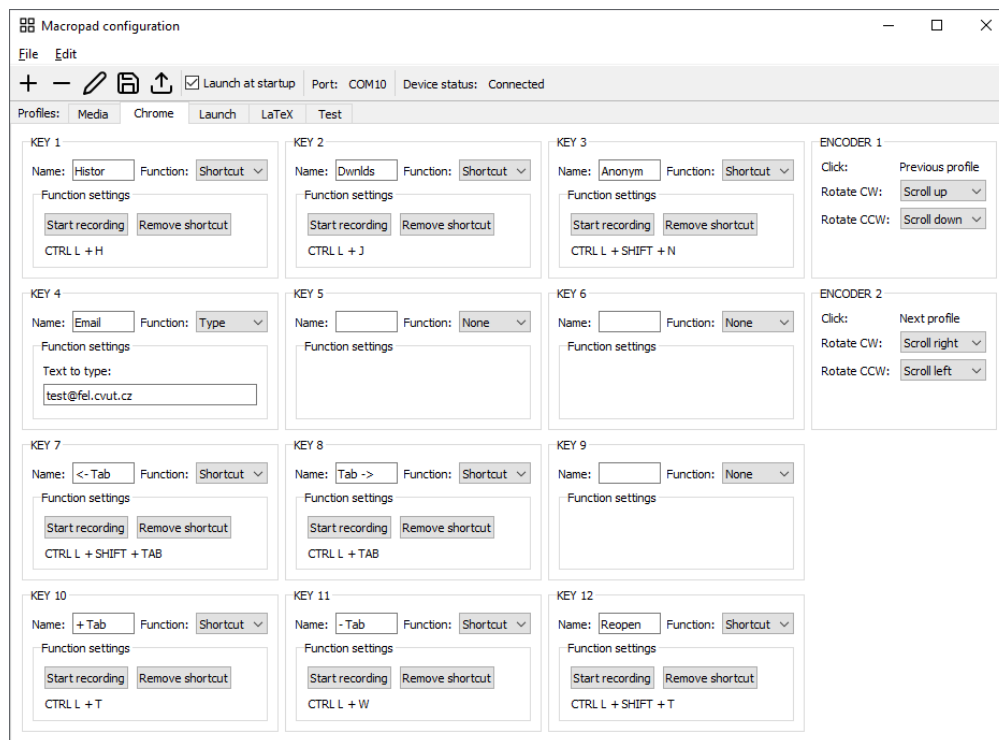 Macropad configuration
File Edit
Launch at startup Port: COM10 Device status: Connected
Profiles: Media Chrome Launch LaTeX Test
KEY 1 KEY 2 KEY 3 ENCODER 1
Name: Histor Function: Shortcut Name: Dwnlds Function: Shortcut Name: Anonym Function: Shortcut Click: Previous profile
Function settings Function settings Function settings Rotate CW: Scroll up
Start recording Remove shortcut Start recording Remove shortcut Start recording Remove shortcut Rotate CCW: Scroll down
CTRL L + H CTRL L + J CTRL L + SHIFT + N
KEY 4 KEY 5 KEY 6 ENCODER 2
Name: Email Function: Type Name: Function: None Name: Function: None Click: Next profile
Function settings Function settings Function settings Rotate CW: Scroll right
Text to type: Rotate CCW: Scroll left
test@fel.cvut.cz
KEY 7 KEY 8 KEY 9
Name: <- Tab Function: Shortcut Name: Tab -> Function: Shortcut Name: Function: None
Function settings Function settings Function settings
Start recording Remove shortcut Start recording Remove shortcut
CTRL L + SHIFT + TAB CTRL L + TAB
KEY 10 KEY 11 KEY 12
Name: + Tab Function: Shortcut Name: - Tab Function: Shortcut Name: Reopen Function: Shortcut
Function settings Function settings Function settings
Start recording Remove shortcut Start recording Remove shortcut Start recording Remove shortcut
CTRL L + T CTRL L + W CTRL L + SHIFT + T